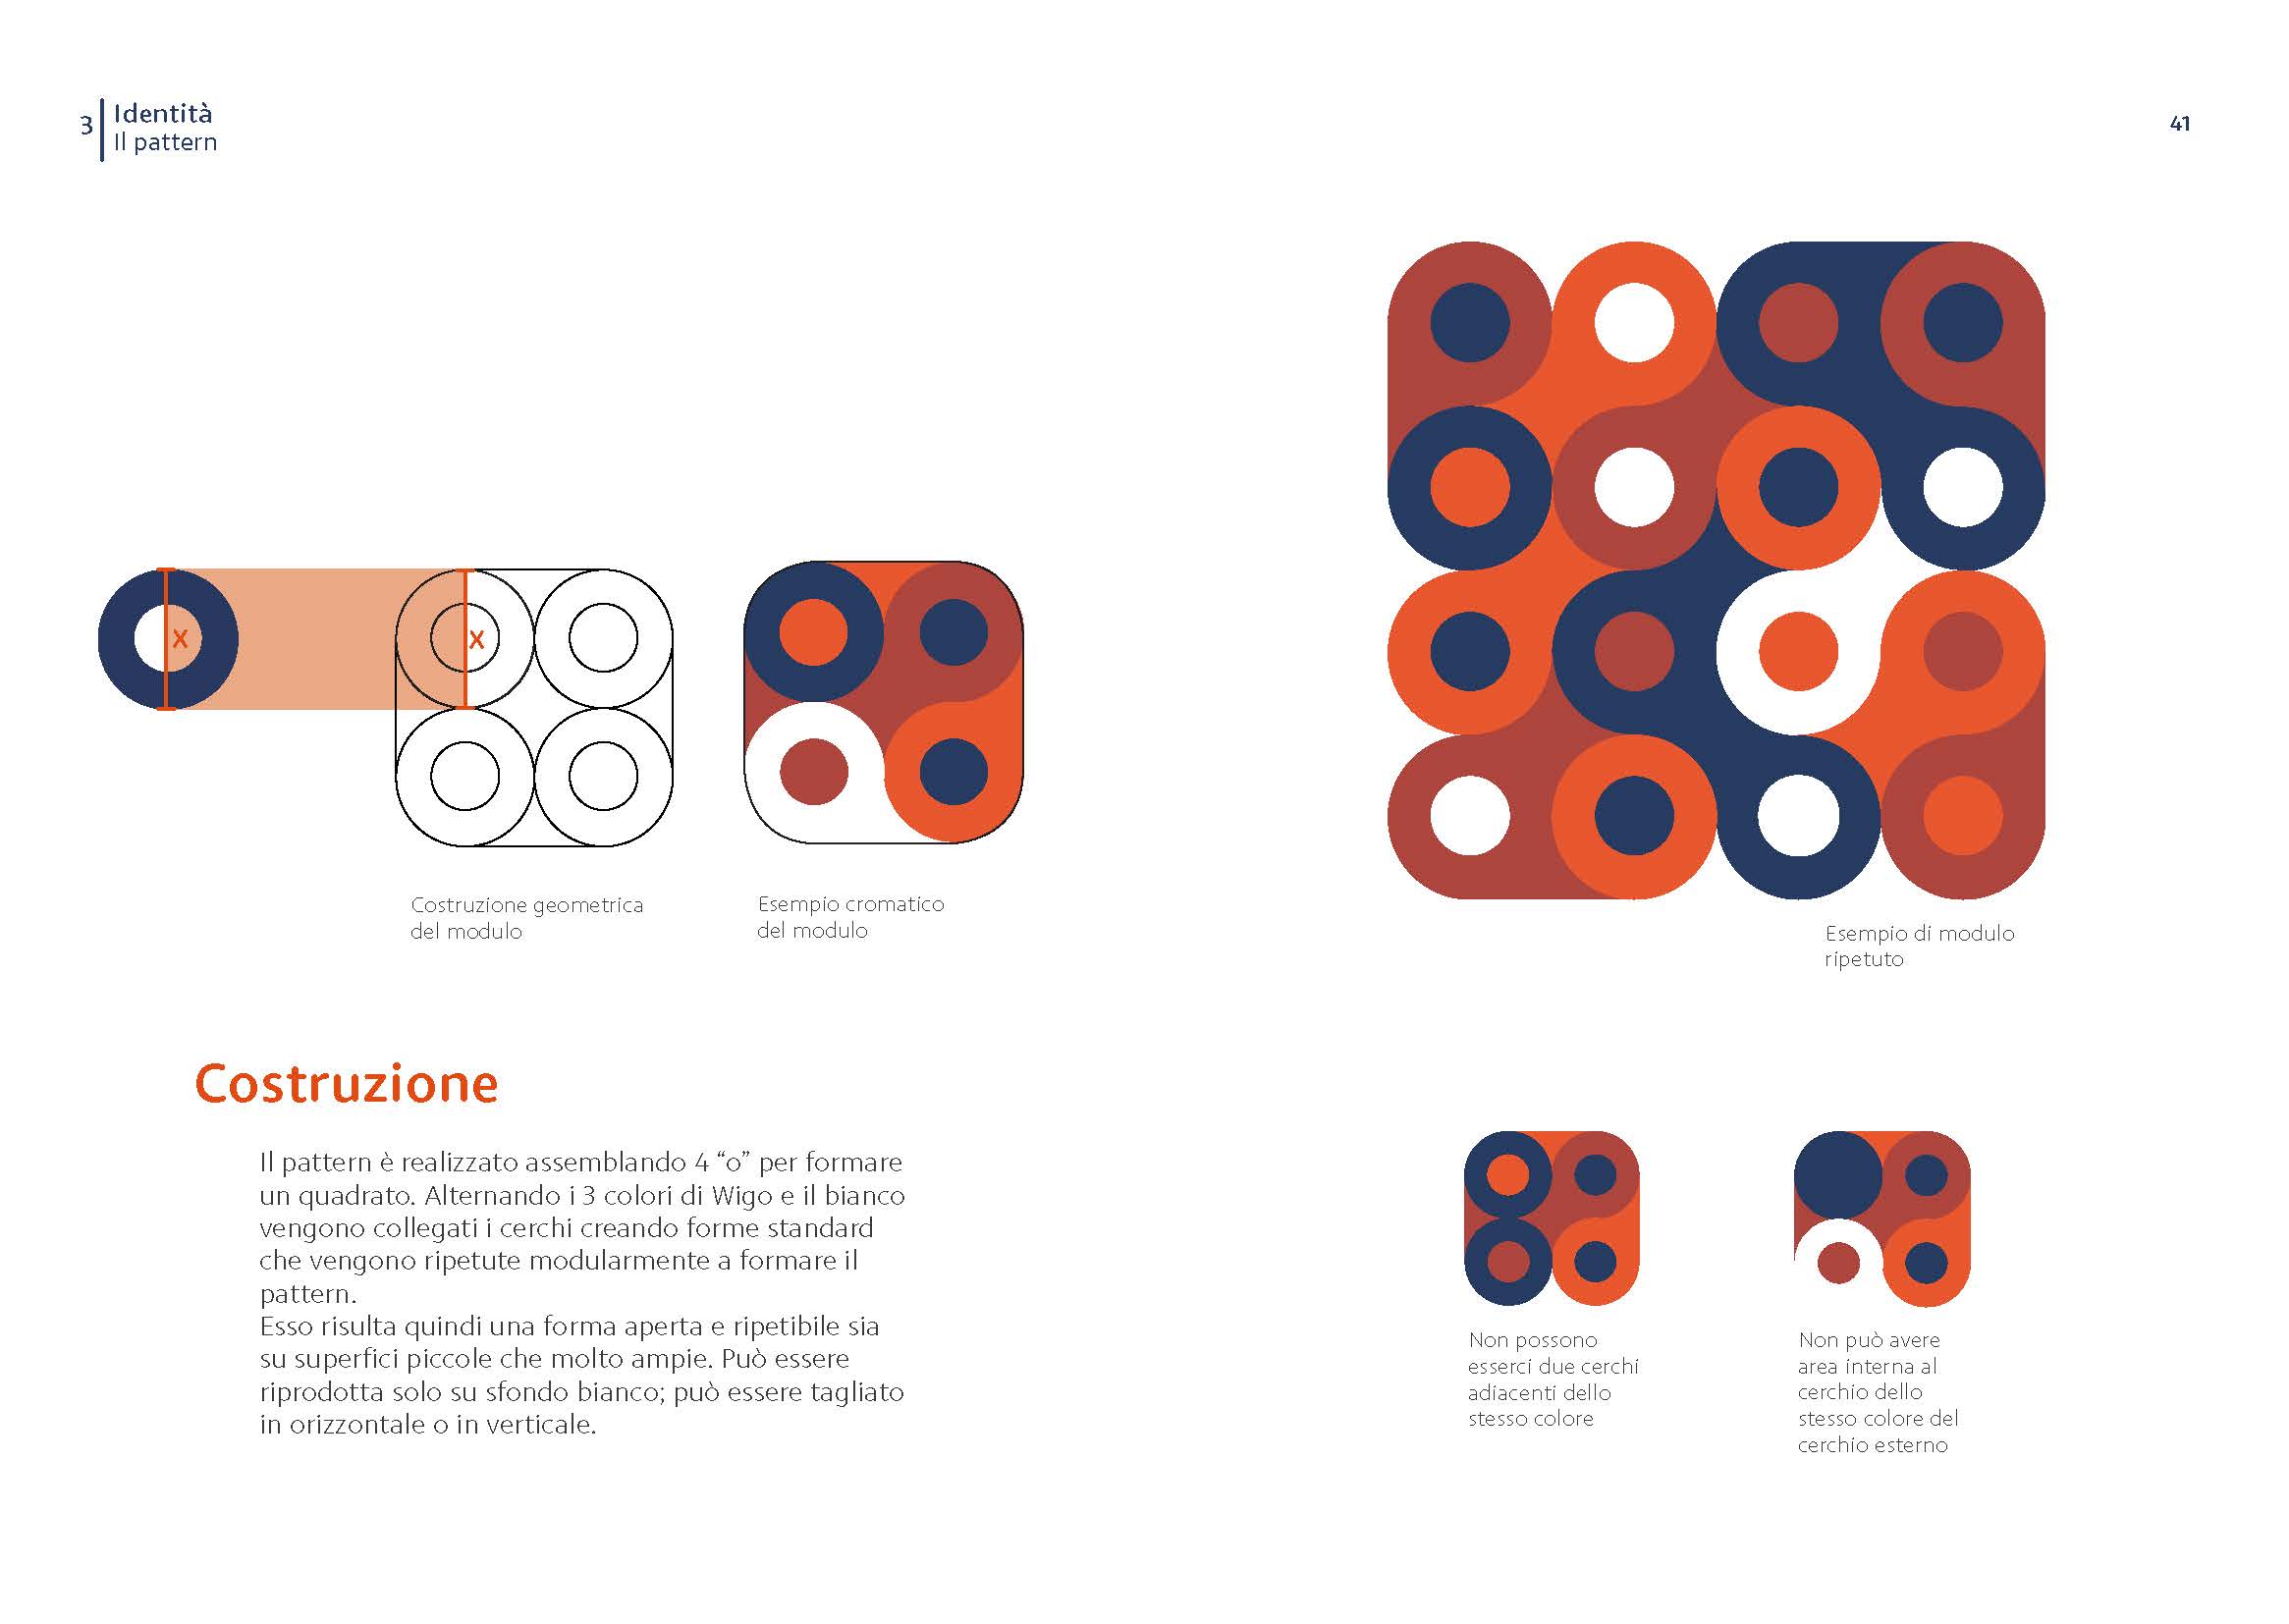 3
Identità
Il pattern
41
X
X
Costruzione geometrica
del modulo
Esempio cromatico
del modulo
Esempio di modulo
ripetuto
Costruzione
Il pattern è realizzato assemblando 4 “o” per formare
un quadrato. Alternando i 3 colori di Wigo e il bianco
vengono collegati i cerchi creando forme standard
che vengono ripetute modularmente a formare il
pattern.
Esso risulta quindi una forma aperta e ripetibile sia
su superfici piccole che molto ampie. Può essere
riprodotta solo su sfondo bianco; può essere tagliato
in orizzontale o in verticale.
Non possono
esserci due cerchi
adiacenti dello
stesso colore
Non può avere
area interna al
cerchio dello
stesso colore del
cerchio esterno